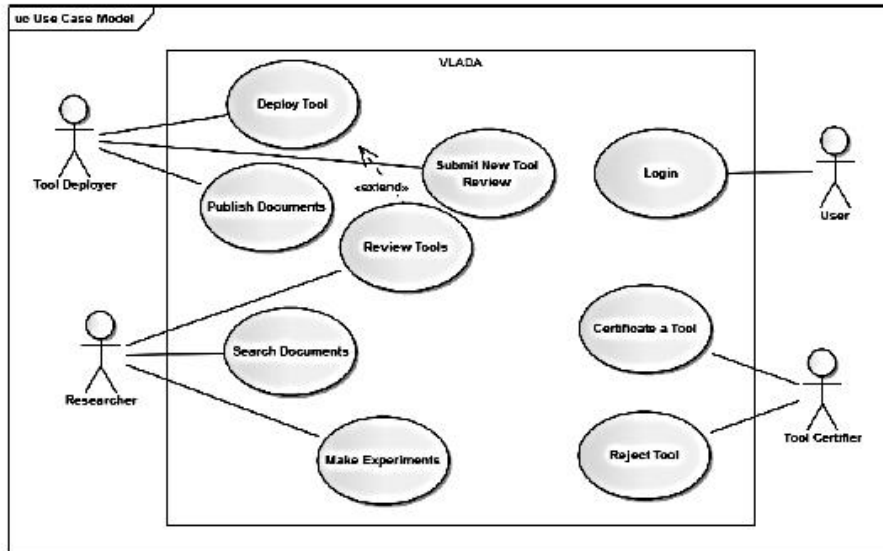 uc Use Case Model
VLADA
Deploy Tool
Tool Deployer
Submit New Tool
Review
Login
User
«extend»
Publish Documents
Review Tools
Certificate a Tool
Search Documents
Researcher
Tool Certifier
Make Experiments
Reject Tool